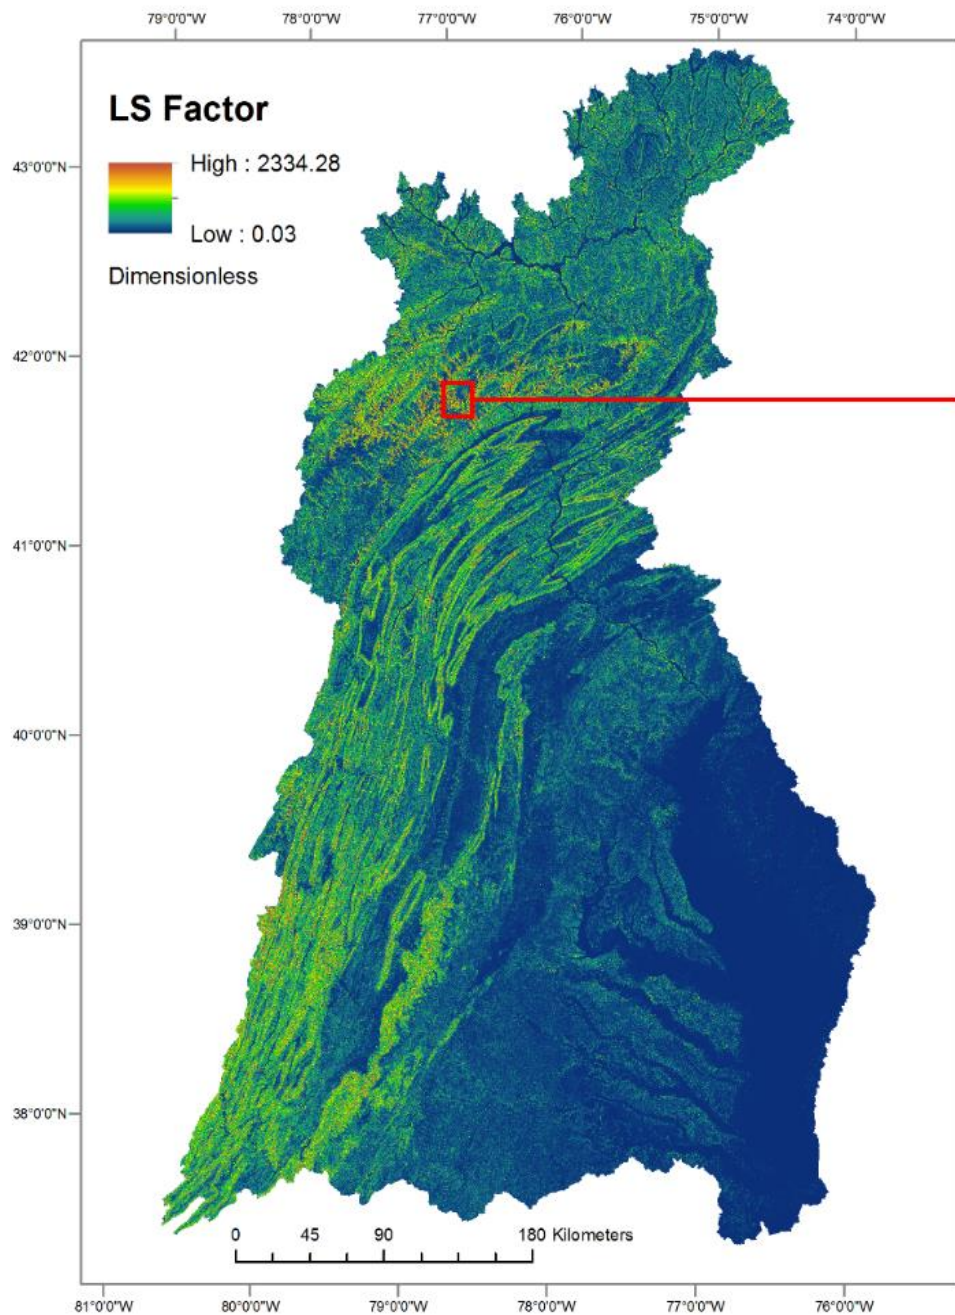 79°0'0"W 78°0'0"W 77°0'0"W 76°0'0"W 75°0'0"W 74°0'0"W
LS Factor
High : 2334.28
Low : 0.03
Dimensionless
43°0'0"N
42°0'0"N
41°0'0"N
40°0'0"N
39°0'0"N
38°0'0"N
0 45 90 180 Kilometers
81°0'0"W 80°0'0"W 79°0'0"W 78°0'0"W 77°0'0"W 76°0'0"W